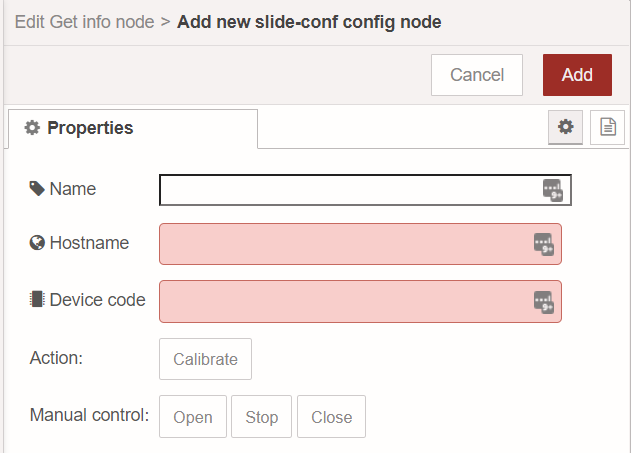 Edit Get info node > Add new slide-conf config node
Cancel Add
Properties
Name
Hostname
Device code
Action: Calibrate
Manual control: Open Stop Close